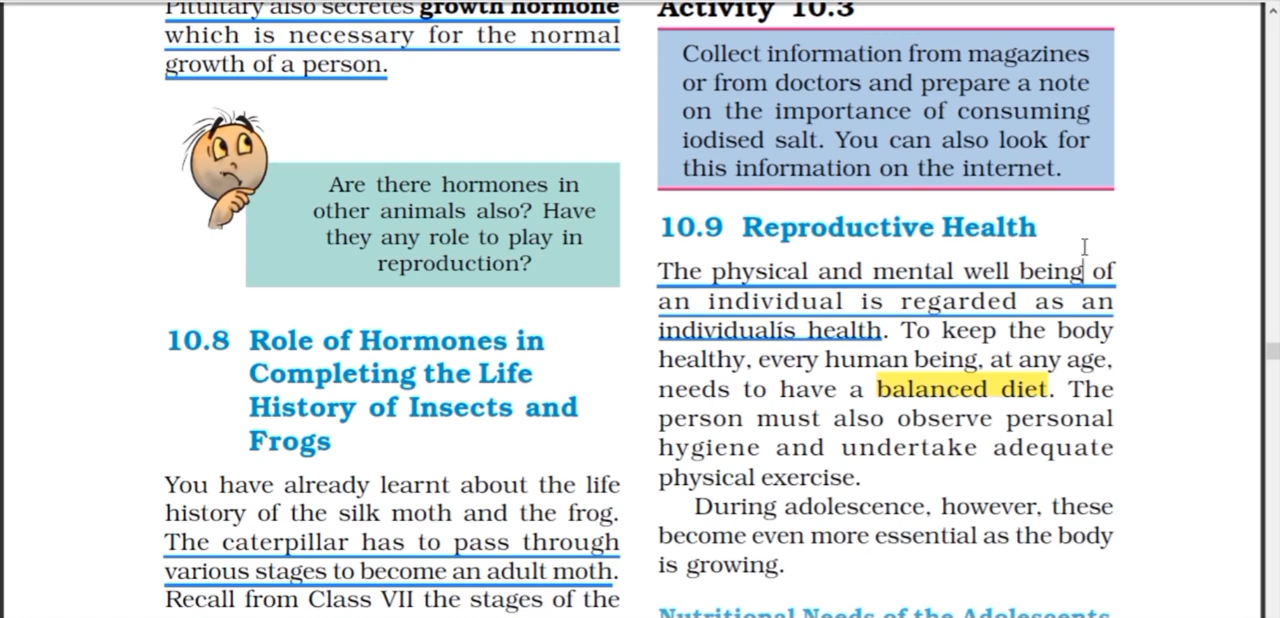 Pituitary also secretes growth hormone
which is necessary for the normal
growth of a person.
Are there hormones in
other animals also? Have
they any role to play in
reproduction?
10.8 Role of Hormones in
Completing the Life
History of Insects and
Frogs
You have already learnt about the life
history of the silk moth and the frog.
The caterpillar has to pass through
various stages to become an adult moth.
Recall from Class VII the stages of the
Activity 10.3
Collect information from magazines
or from doctors and prepare a note
on the importance of consuming
iodised salt. You can also look for
this information on the internet.
10.9 Reproductive Health
The physical and mental well being of
an individual is regarded as an
individualís health. To keep the body
healthy, every human being, at any age,
needs to have a balanced diet. The
person must also observe personal
hygiene and undertake adequate
physical exercise.
During adolescence, however, these
become even more essential as the body
is growing.
Nutritional Needs of the Adolescents